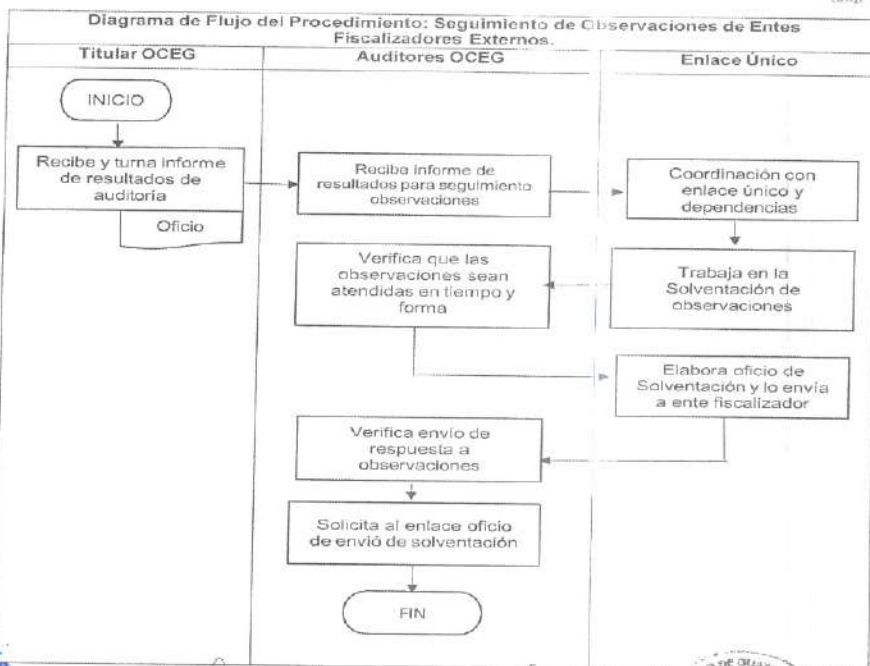 Diagrama de Flujo del Procedimiento: Seguimiento de Observaciones de Entes
Fiscalizadores Externos.
Titular OCEG
Auditores OCEG
Enlace Único
INICIO
Recibe y turna informe
de resultados de
auditoría
Oficio
Recibe informe de
resultados para seguimiento
observaciones
Coordinación con
enlace único y
dependencias
Trabaja en la
Solventación de
observaciones
Verifica que las
observaciones sean
atendidas en tiempo y
forma
Elabora oficio de
Solventación y lo envía
a ente fiscalizador
Verifica envío de
respuesta a
observaciones
Solicita al enlace oficio
de envió de solventación
FIN